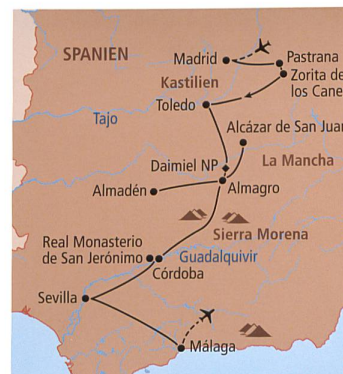 SPANIEN
Madrid
Pastrana
Zorita de
los Cane
Kastilien
Toledo
Tajo
Alcázar de San Juan
Daimiel NP
La Mancha
Almadén
Almagro
Sierra Morena
Real Monasterio
de San Jerónimo
Guadalquivir
Córdoba
Sevilla
Málaga